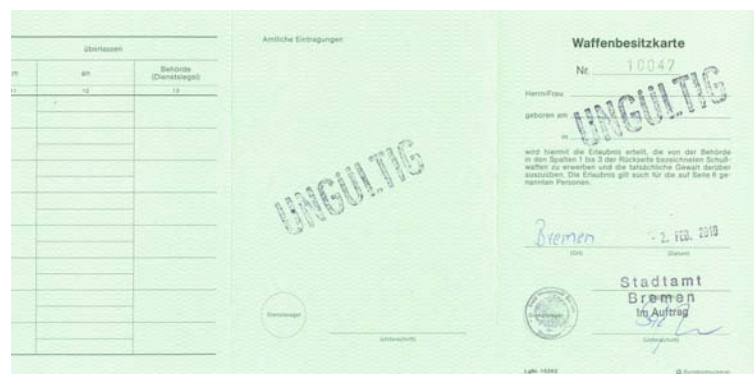 überlassen
an
Behörde
(Dienstsiegel)
11
12
13
Amtliche Eintragungen:
UNGÜLTIG
Dienstsiegel
(Unterschrift)
Waffenbesitzkarte
Nr. 10047
Herrn/Frau
geboren am
in
UNGÜLTIG
wird hiermit die Erlaubnis erteilt, die von der Behörde
in den Spalten 1 bis 3 der Rückseite bezeichneten Schuß-
waffen zu erwerben und die tatsächliche Gewalt darüber
auszuüben. Die Erlaubnis gilt auch für die auf Seite 6 ge-
nannten Personen.
Bremen - 2. FEB. 2010
(Ort) (Datum)
Stadtamt
Bremen
Im Auftrag
Dienstsiegel
(Unterschrift)